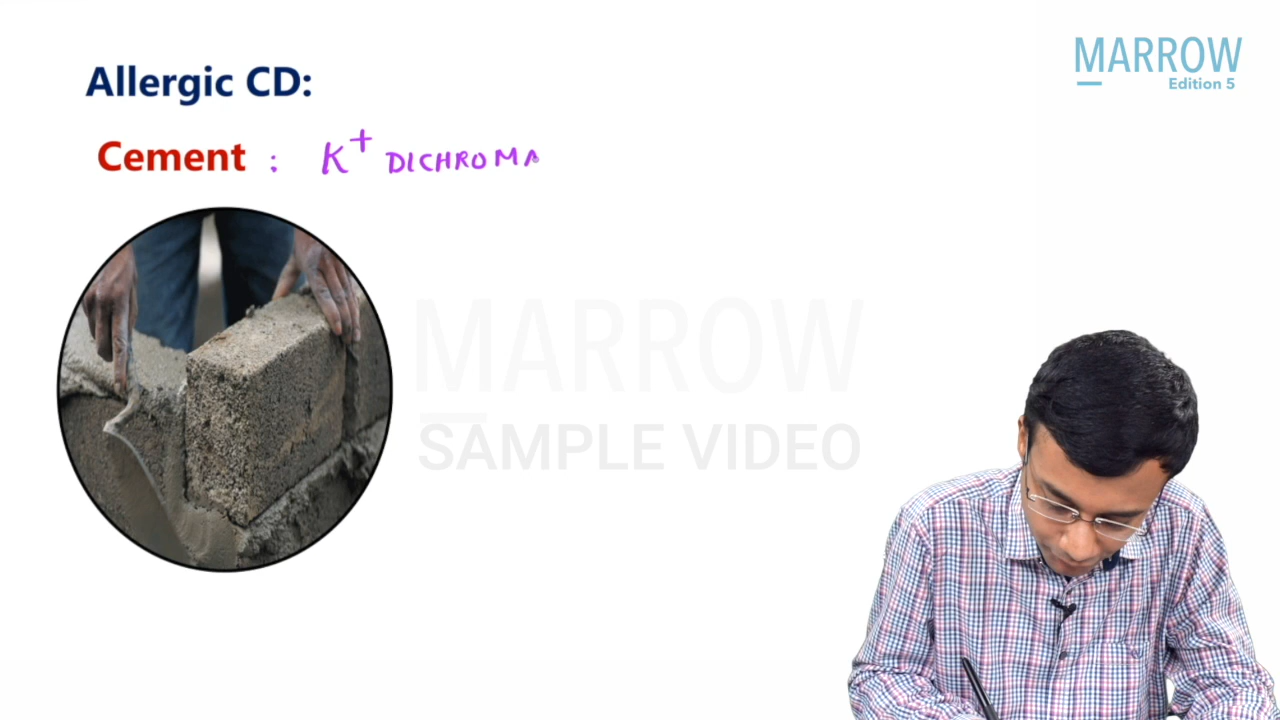 MARROW
Edition 5
Allergic CD:
Cement : K+ DICHROMA
MARROW
SAMPLE VIDEO